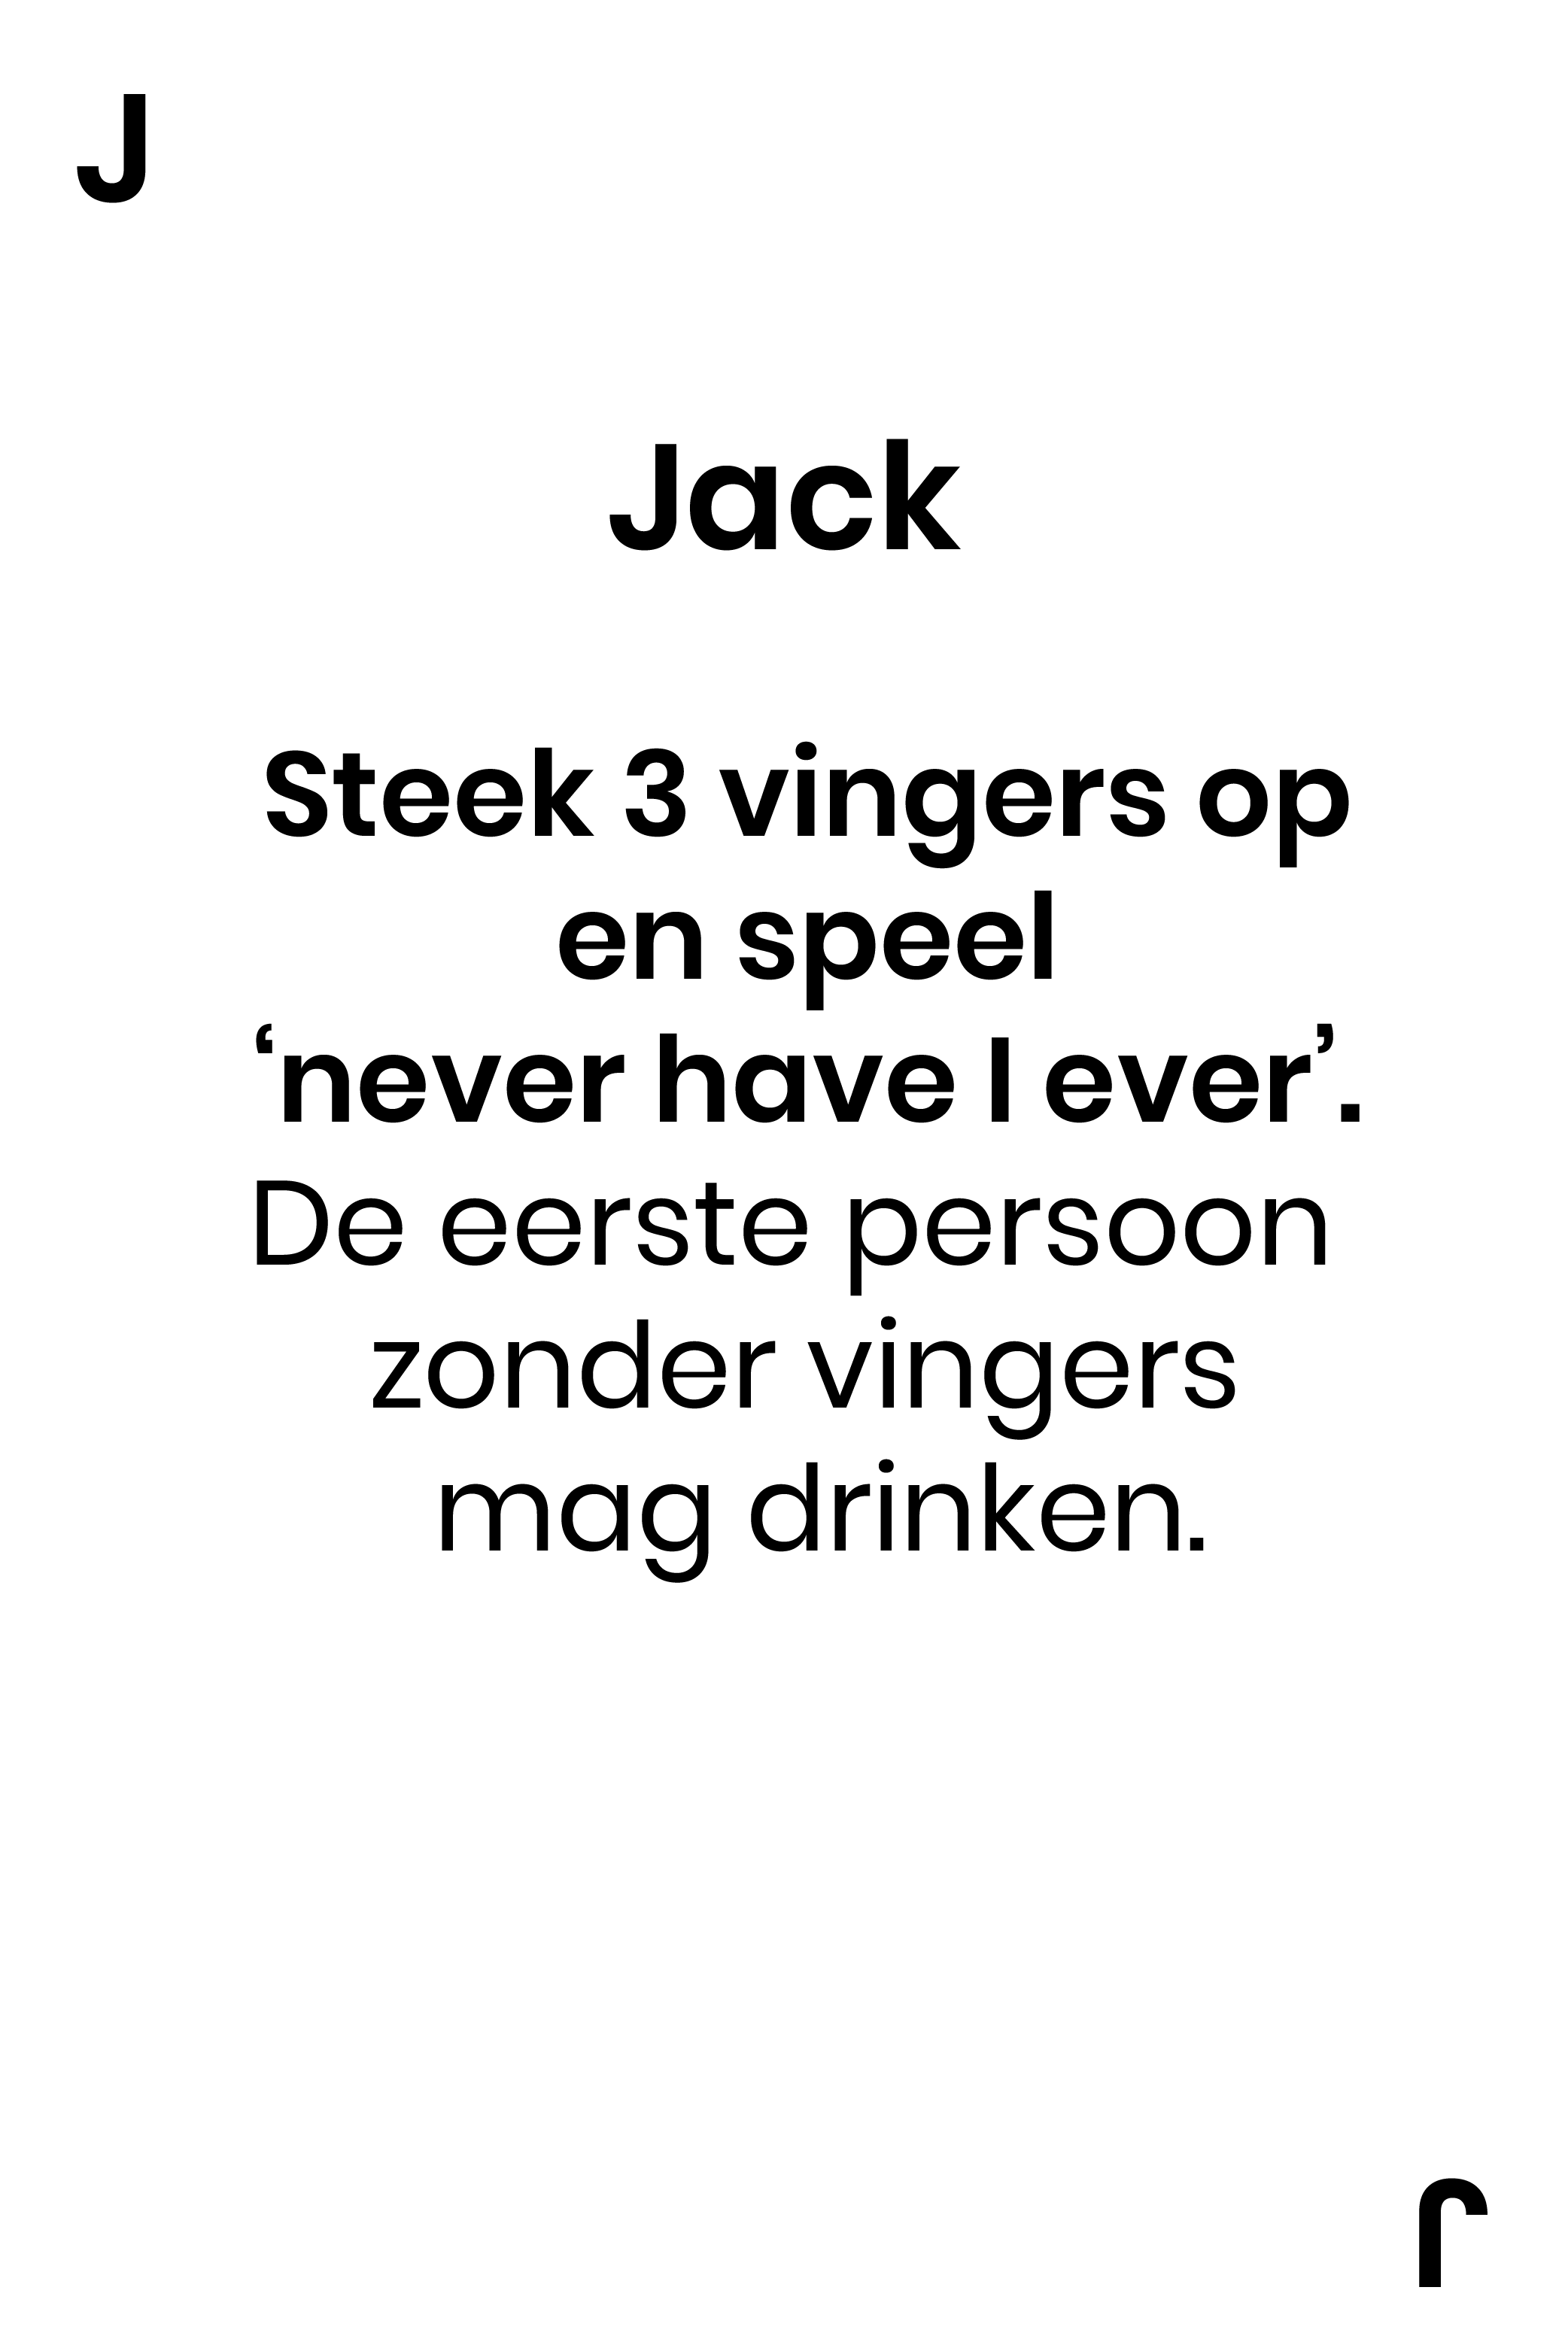 J
Jack
Steek 3 vingers op
en speel
‘never have I ever’.
De eerste persoon
zonder vingers
mag drinken.
J